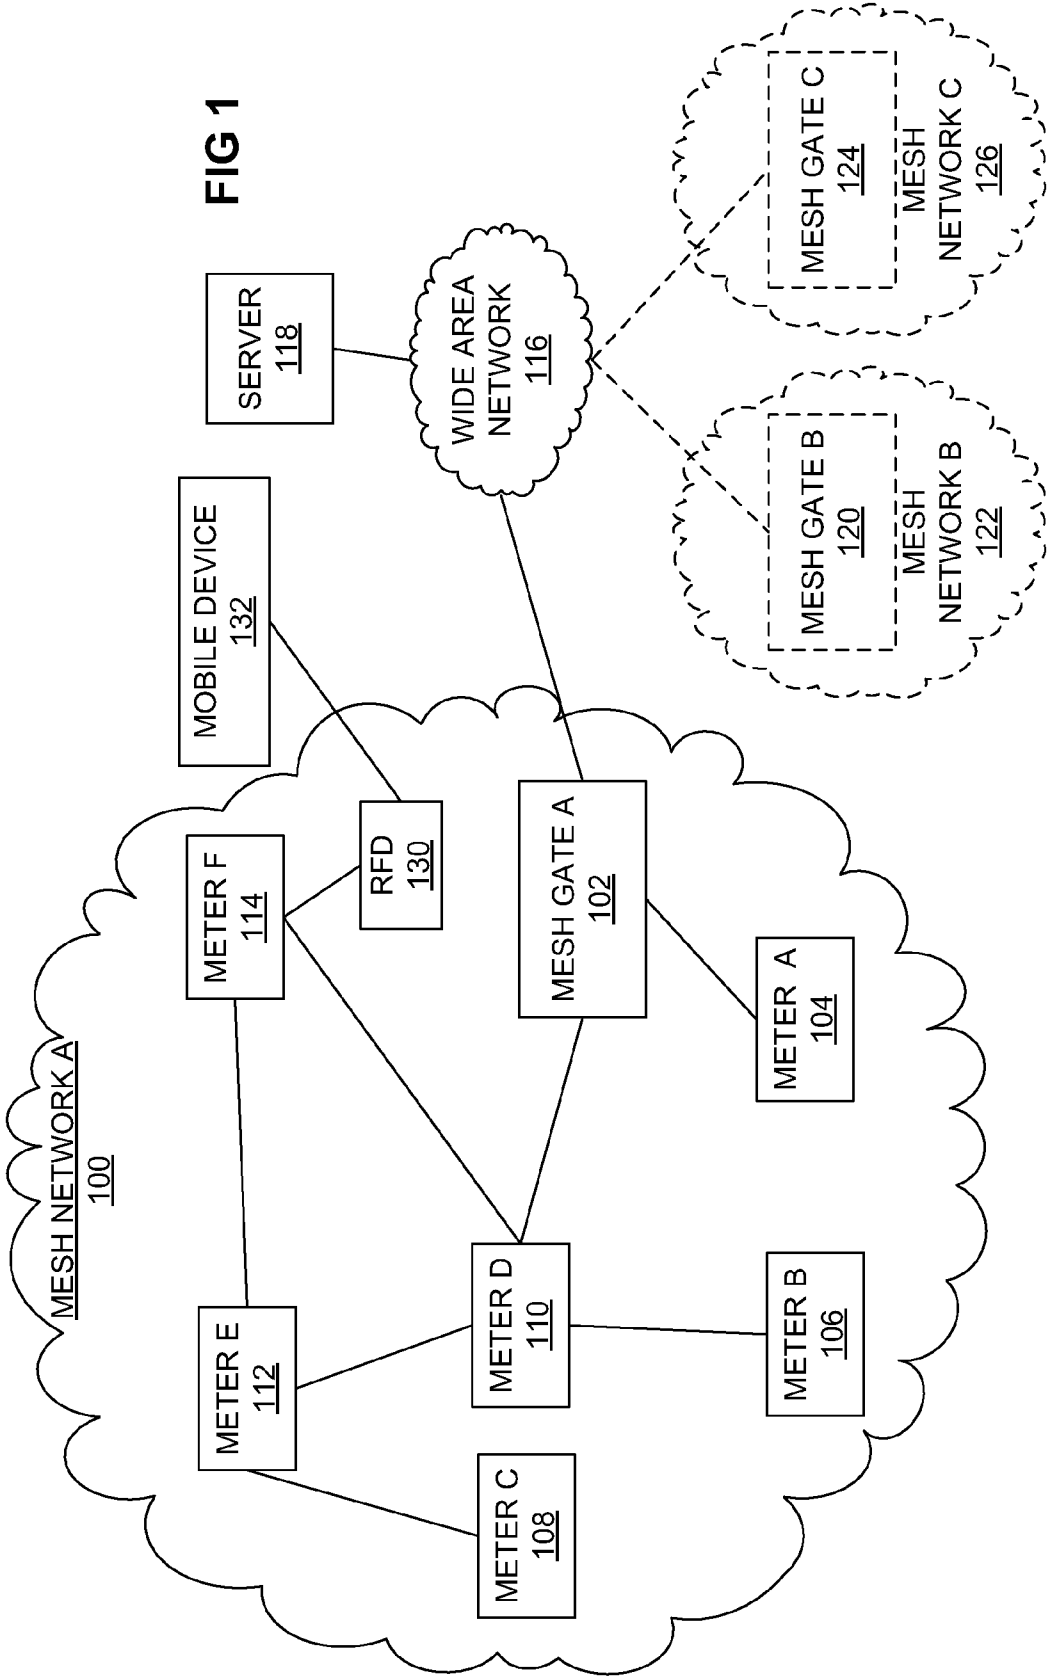 MESH NETWORK A
100
METER E
112
METER F
114
MOBILE DEVICE
132
SERVER
118
FIG 1
METER C
108
METER D
110
RFD
130
MESH GATE A
102
WIDE AREA
NETWORK
116
METER B
106
METER A
104
MESH GATE B
120
MESH
NETWORK B
122
MESH GATE C
124
MESH
NETWORK C
126